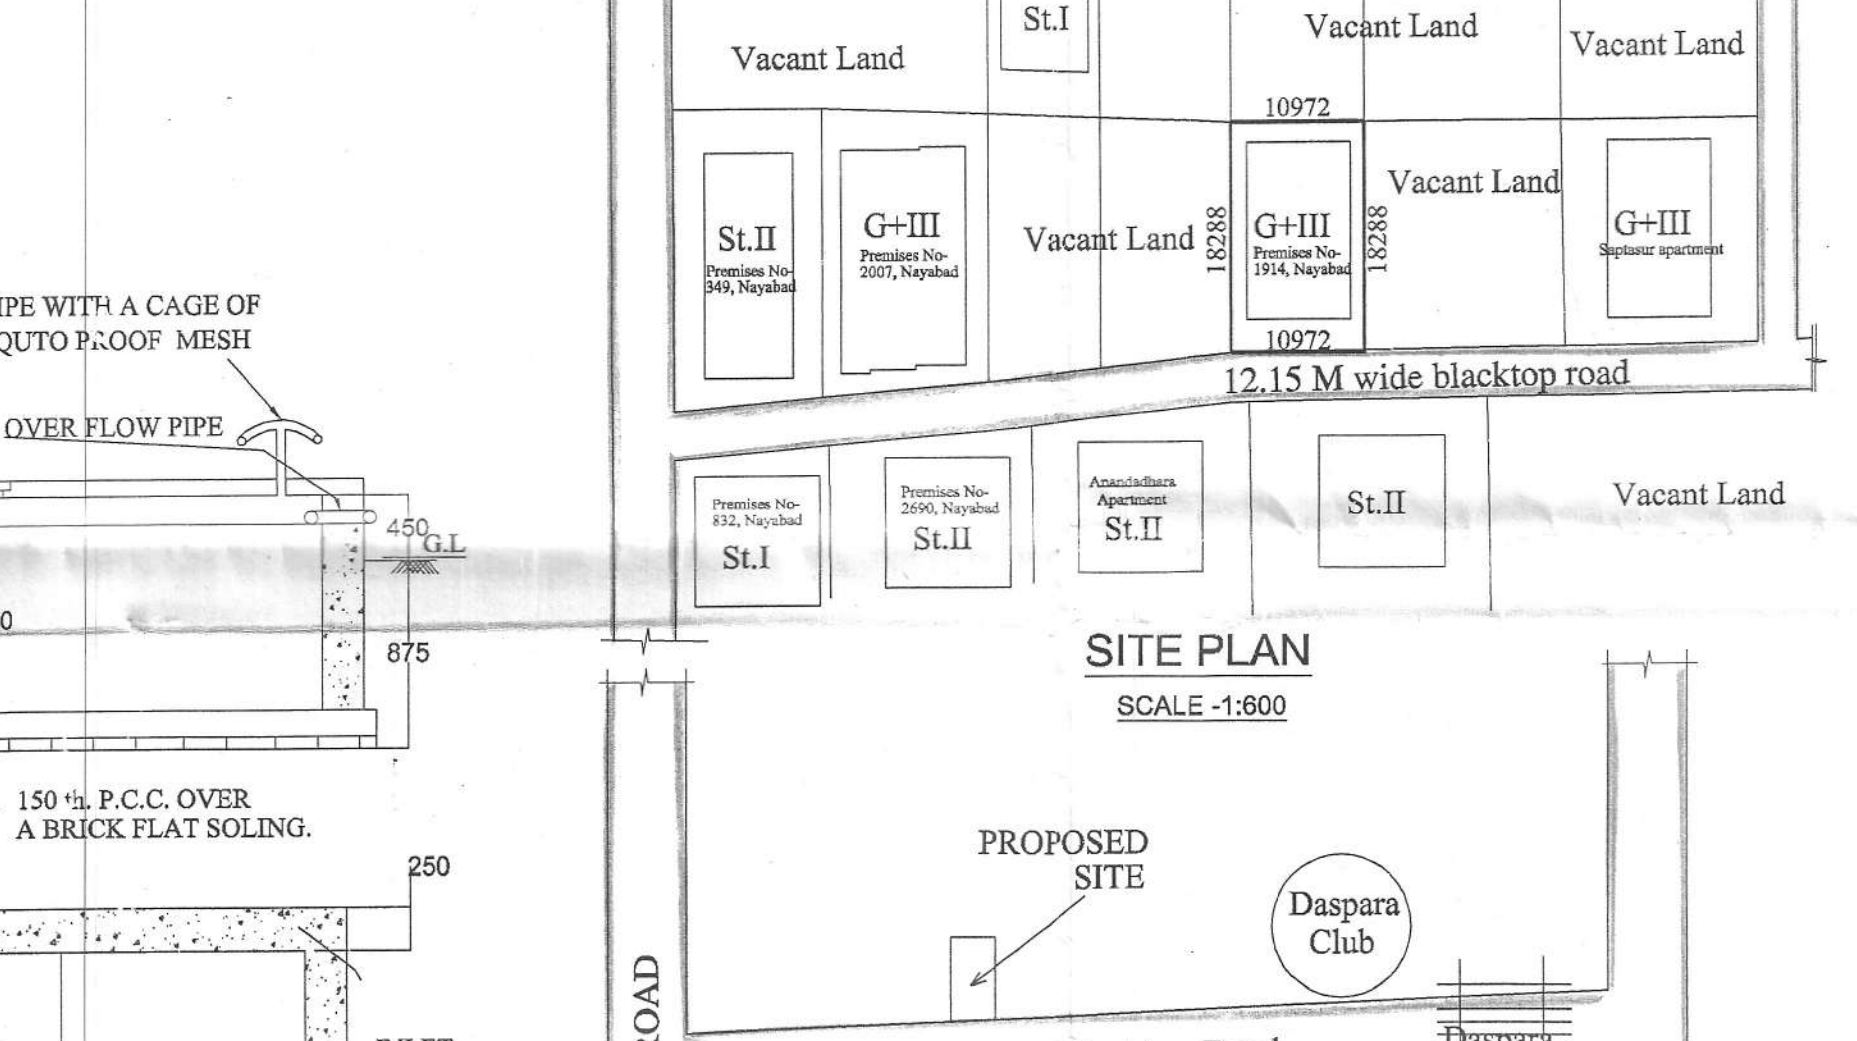 St.I
Vacant Land
Vacant Land
Vacant Land
10972
St.II
Premises No-
349, Nayabad
G+III
Premises No-
2007, Nayabad
Vacant Land
18288
G+III
Premises No-
1914, Nayabad
18288
10972
Vacant Land
G+III
Saptasur apartment
12.15 M wide blacktop road
Premises No-
832, Nayabad
St.I
Premises No-
2690, Nayabad
St.II
Anandadhara
Apartment
St.II
St.II
Vacant Land
SITE PLAN
SCALE -1:600
IPE WITH A CAGE OF
QUTO PROOF MESH
OVER FLOW PIPE
450
G.L
0
875
150 th. P.C.C. OVER
A BRICK FLAT SOLING.
250
PROPOSED
SITE
Daspara
Club
ROAD
Daspara